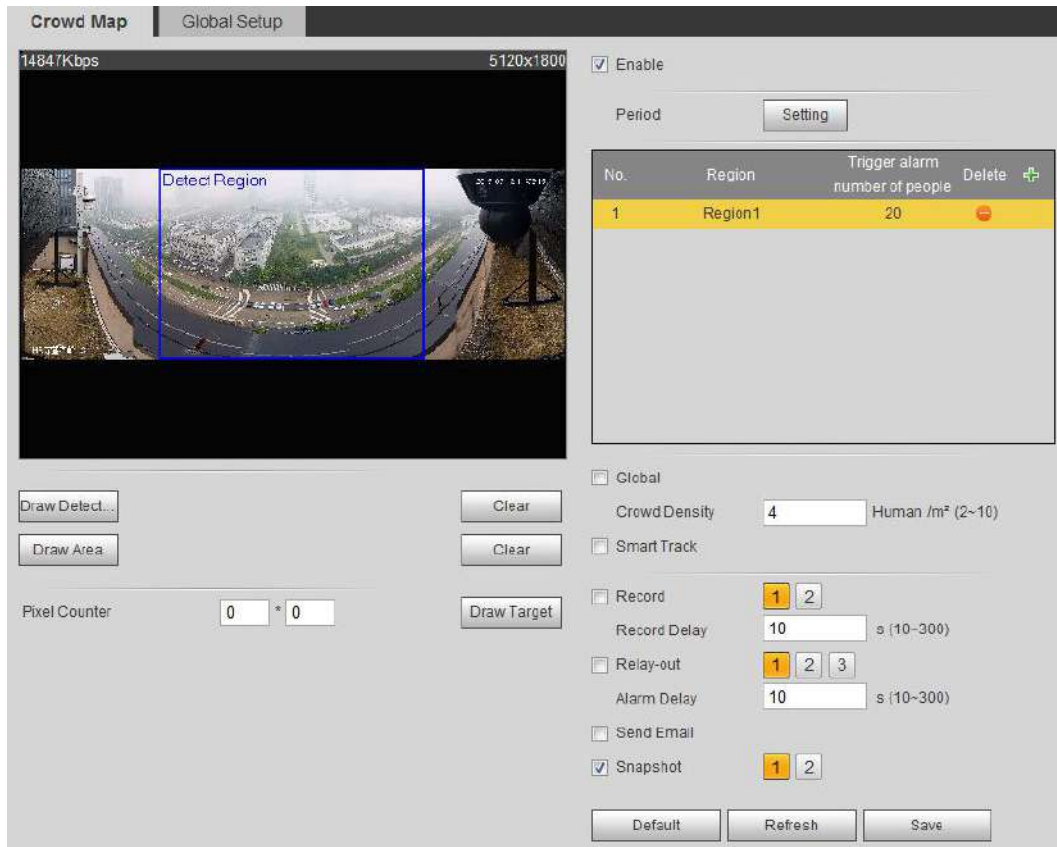 Crowd Map
Global Setup
14847Kbps
5120x1800
Detect Region
Draw Detect...
Clear
Draw Area
Clear
Pixel Counter
0 * 0
Draw Target
Enable
Period
Setting
No.
Region
Trigger alarm
number of people
Delete
1
Region1
20
Global
Crowd Density
4
Human /m² (2~10)
Smart Track
Record
1 2
Record Delay
10
s (10~300)
Relay-out
1 2 3
Alarm Delay
10
s (10~300)
Send Email
Snapshot
1 2
Default
Refresh
Save